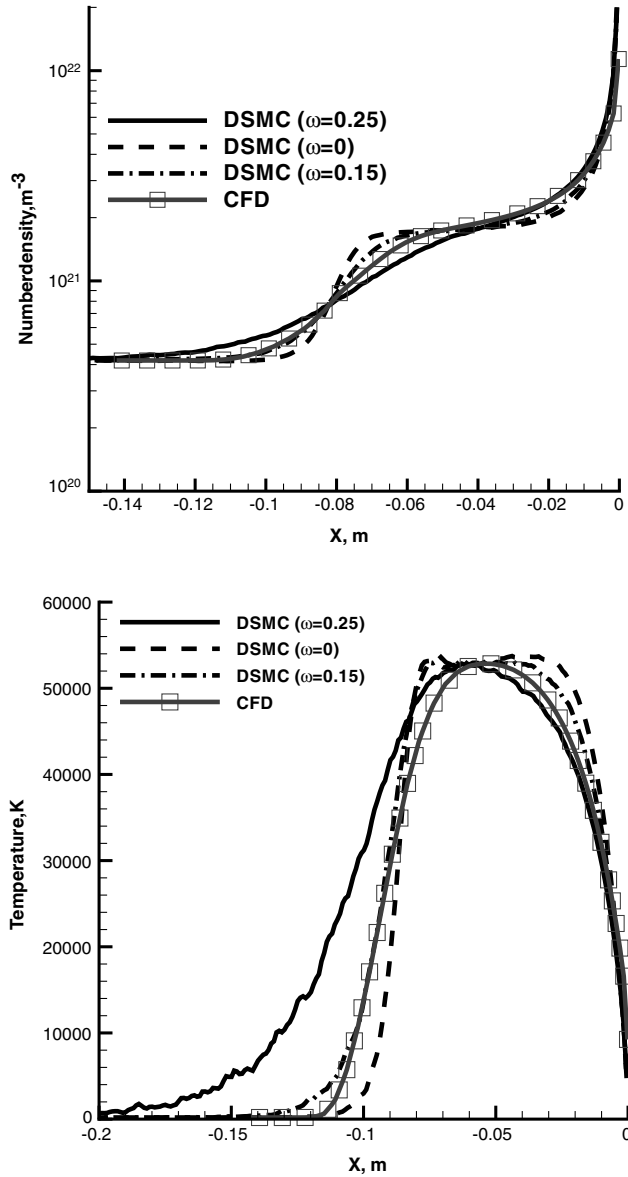 10²²
DSMC (ω=0.25)
DSMC (ω=0)
DSMC (ω=0.15)
CFD
Numberdensity,m⁻³
10²¹
10²⁰
-0.14 -0.12 -0.1 -0.08 -0.06 -0.04 -0.02 0
X, m
60000
DSMC (ω=0.25)
DSMC (ω=0)
50000
DSMC (ω=0.15)
CFD
40000
Temperature,K
30000
20000
10000
0
-0.2 -0.15 -0.1 -0.05 0
X, m